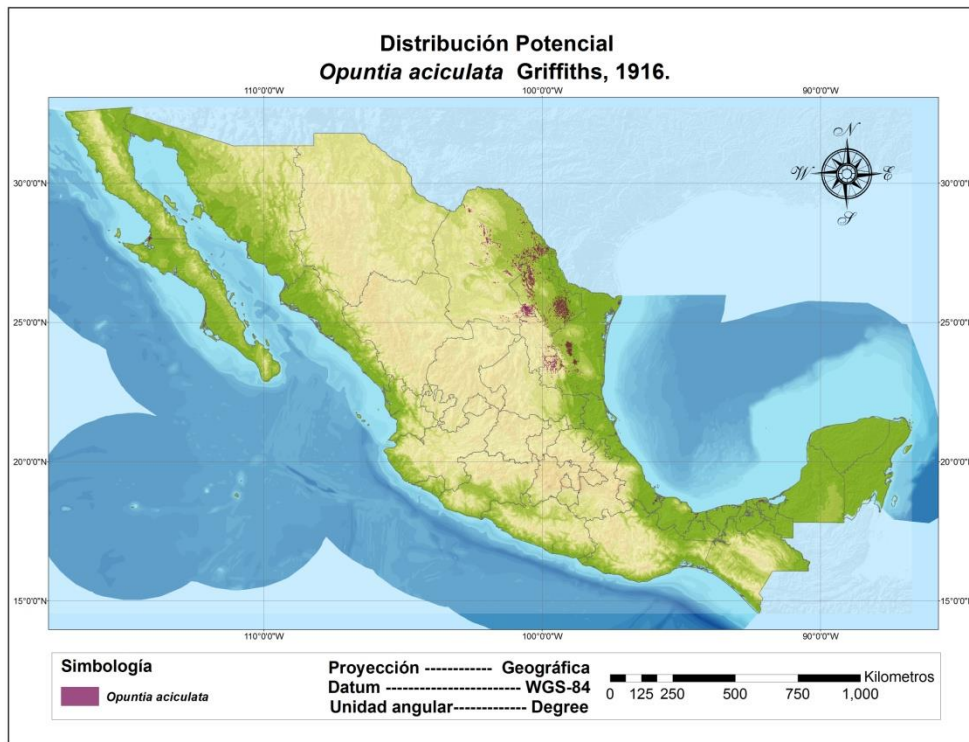 Distribución Potencial
Opuntia aciculata Griffiths, 1916.
110°0'0"W 100°0'0"W 90°0'0"W
N
W E
S
30°0'0"N 30°0'0"N
25°0'0"N 25°0'0"N
20°0'0"N 20°0'0"N
15°0'0"N 15°0'0"N
110°0'0"W 100°0'0"W 90°0'0"W
Simbología
Opuntia aciculata
Proyección ------------ Geográfica
Datum ------------------------ WGS-84
Unidad angular------------- Degree
Kilometros
0 125 250 500 750 1,000